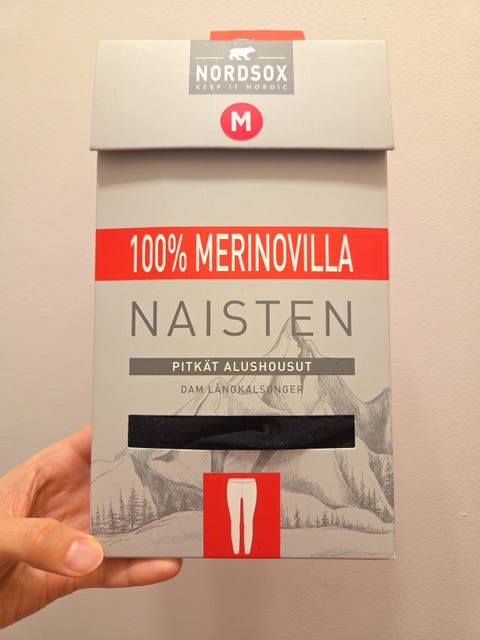 NORDSOX
KEEP IT NORDIC
M
100% MERINOVILLA
NAISTEN
PITKÄT ALUSHOUSUT
DAM LÅNGKALSONGER